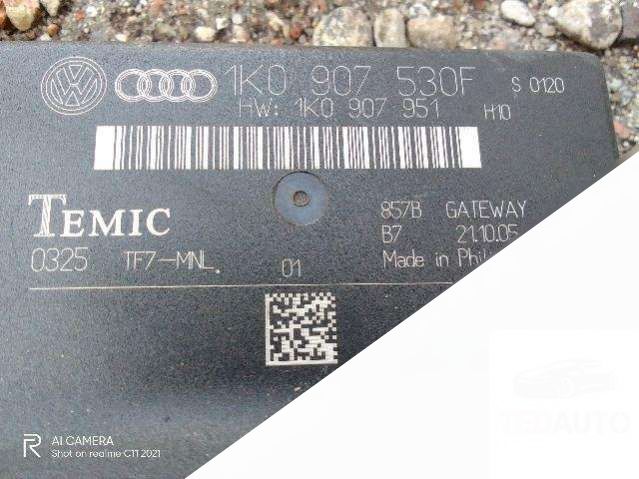 1K0 907 530F S 0120
HW: 1K0 907 951 H10
TEMIC
857B GATEWAY
B7 21.10.05
0325 TF7-MNL. 01 Made in Phil
R AI CAMERA
Shot on realme C11 2021
TEDAUTO